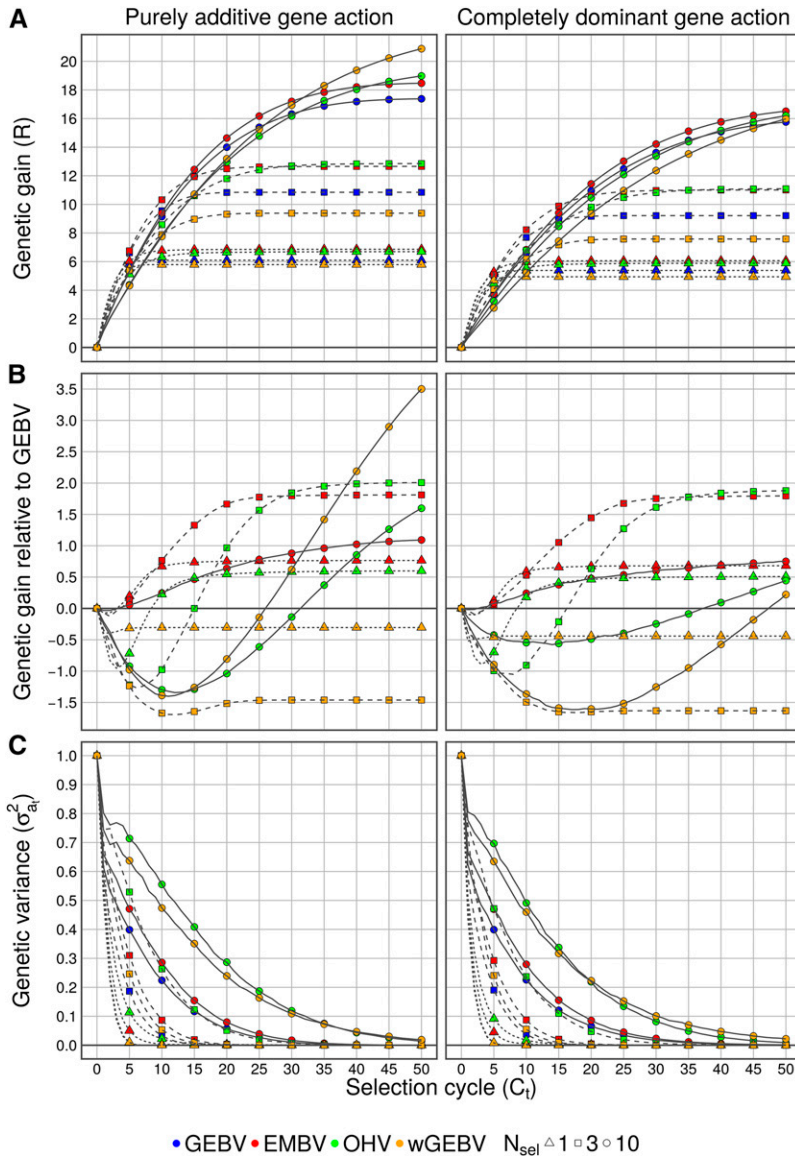 Purely additive gene action
Completely dominant gene action
A
Genetic gain (R)
20
18
16
14
12
10
8
6
4
2
0
B
Genetic gain relative to GEBV
3.5
3.0
2.5
2.0
1.5
1.0
0.5
0.0
−0.5
−1.0
−1.5
C
Genetic variance (σ²aₜ)
1.0
0.9
0.8
0.7
0.6
0.5
0.4
0.3
0.2
0.1
0.0
0 5 10 15 20 25 30 35 40 45 50
0 5 10 15 20 25 30 35 40 45 50
Selection cycle (Cₜ)
GEBV EMBV OHV wGEBV Nsel 1 3 10